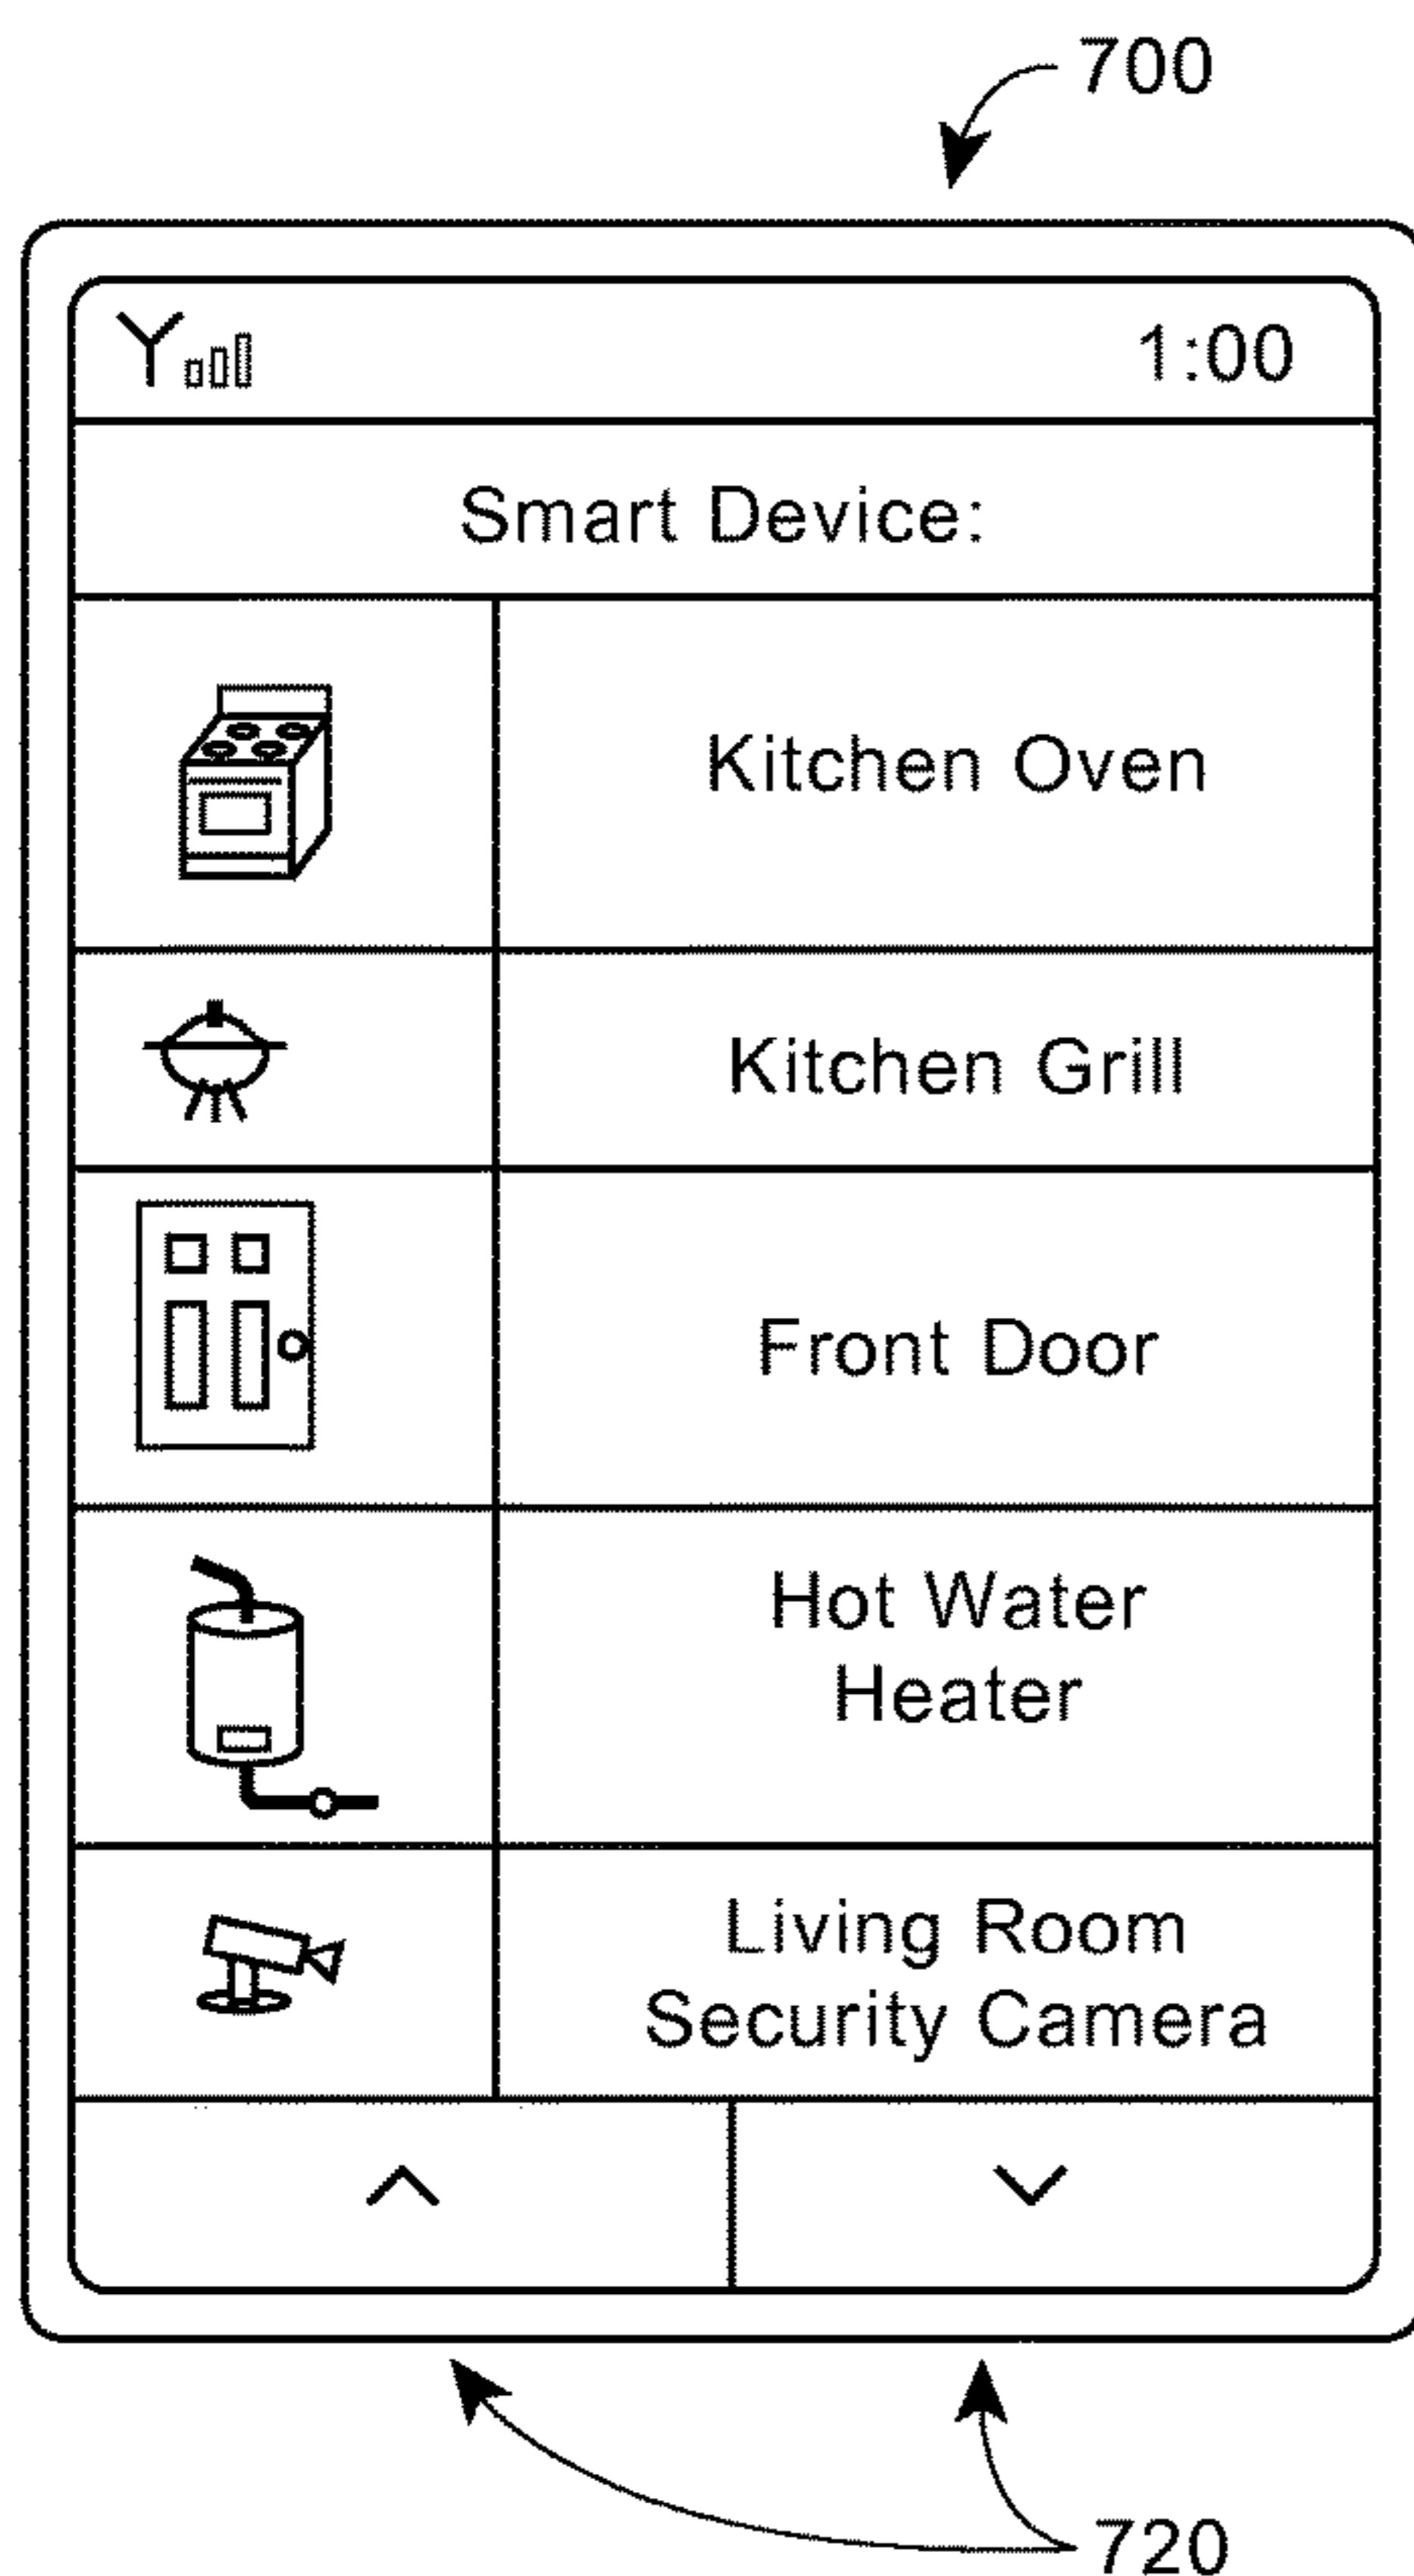 700
1:00
Smart Device:
Kitchen Oven
Kitchen Grill
Front Door
Hot Water
Heater
Living Room
Security Camera
720